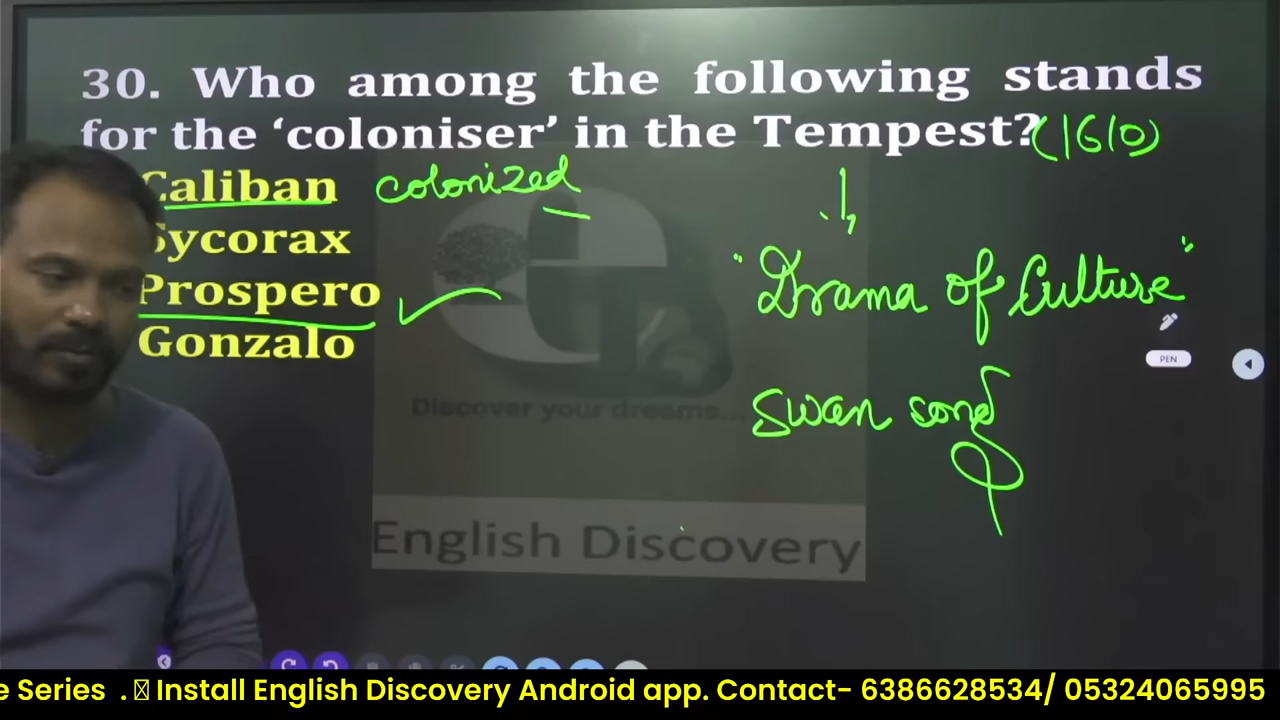 30. Who among the following stands
for the ‘coloniser’ in the Tempest? (1610)
Caliban colonized
Sycorax
Prospero
Gonzalo
"Drama of Culture"
PEN
swan song
Discover your dreams...
English Discovery
e Series . Install English Discovery Android app. Contact- 6386628534/ 05324065995